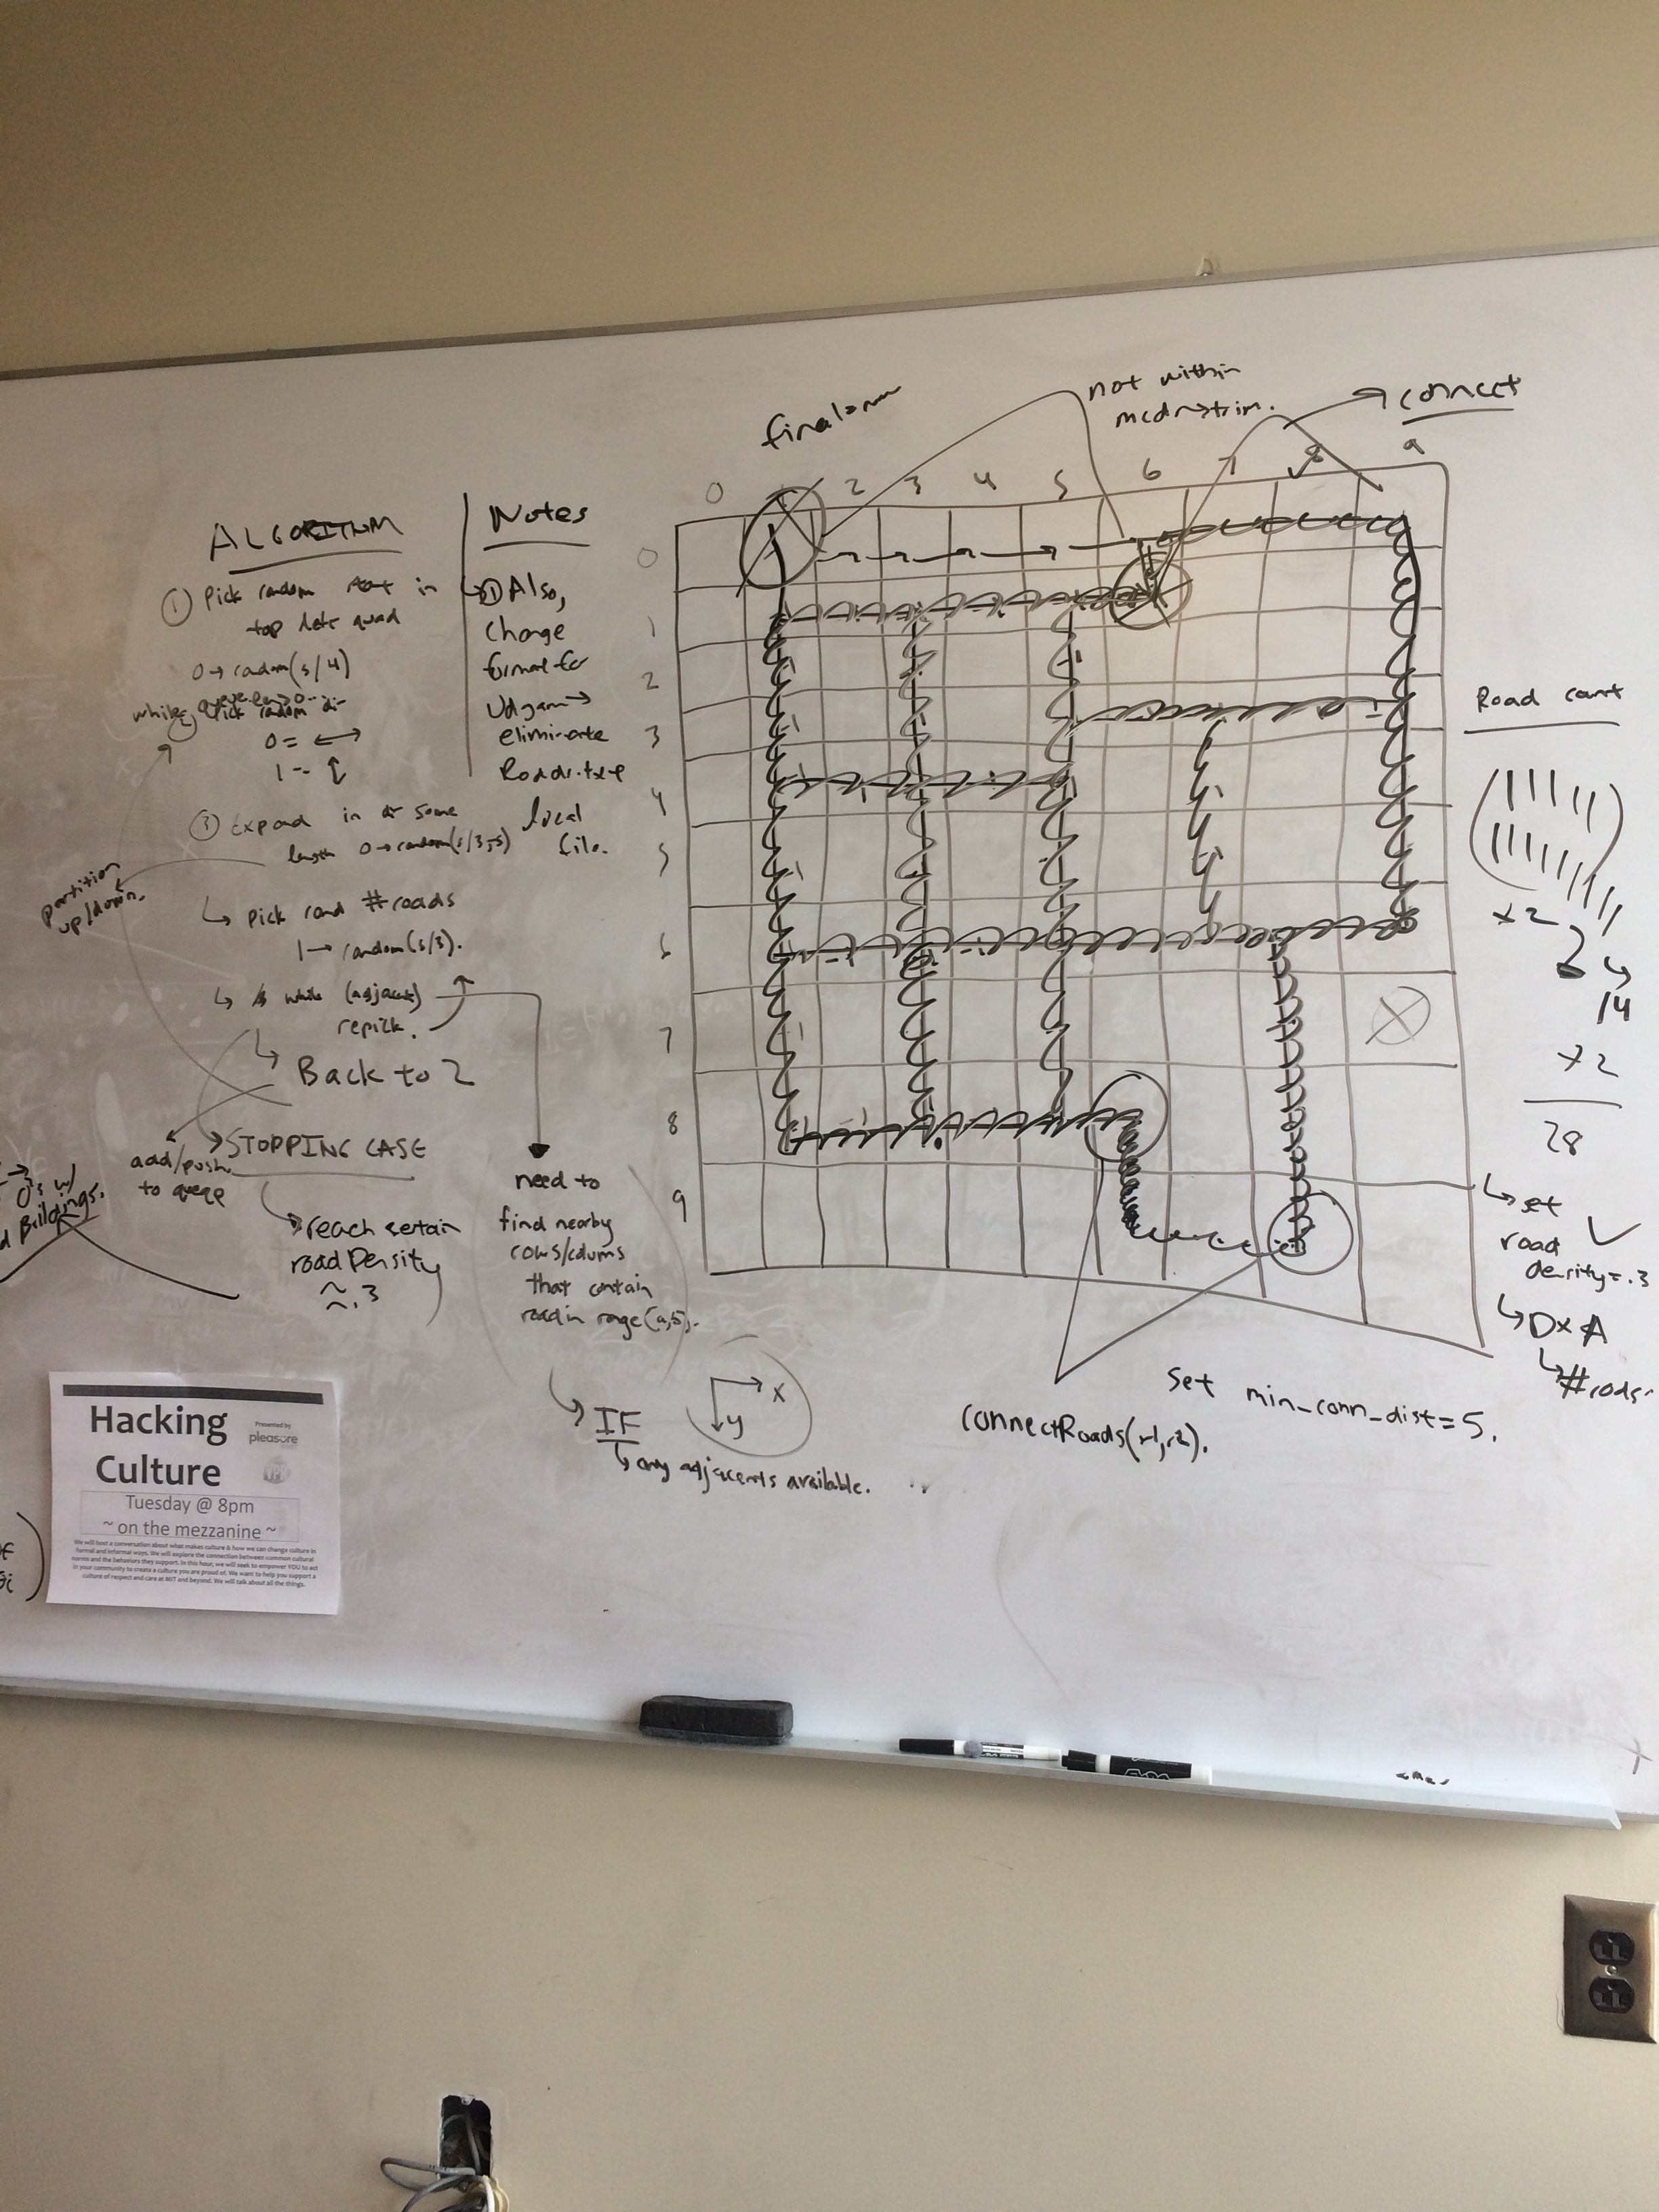 final
not within
mcd → trim.
connect
ALGORITHM
① Pick random start in
top left quad
0 → random(s/4)
while queue.len>0...
② Pick random dir
0 = ↔
1 -- ↕
③ Expand in dr some
length 0 → random(s/3, s)
↳ pick rand #roads
1 → random(s/3).
↳ while (adjacent)
repick.
↳ Back to 2
partition
up/down.
add/push
to queue
STOPPING CASE
reach sertain
road Density
≈ .3
O's w/
Buildings.
Notes
① Also,
Change
format for
Udgam →
eliminate
Roaddr.txt
local
file.
need to
find nearby
rows/colums
that contain
road in range (a,b).
IF
↳ any adjacents available.
x
y
0 1 2 3 4 5 6 7 8 9
0
1
2
3
4
5
6
7
8
9
connectRoads(r1,r2).
Set min_conn_dist=5.
Road count
x2
14
x2
28
↳ set
road
density=.3
↳ D x A
↳ #rods
Hacking
Culture
Presented by
pleasure
Tuesday @ 8pm
~ on the mezzanine ~
We will host a conversation about what makes culture & how we can change culture in
formal and informal ways. We will explore the connection between common cultural
norms and the behaviors they support. In this hour, we will seek to empower YOU to act
in your community to create a culture you are proud of. We want to help you support a
culture of respect and care at MIT and beyond. We will talk about all the things.
EXPO